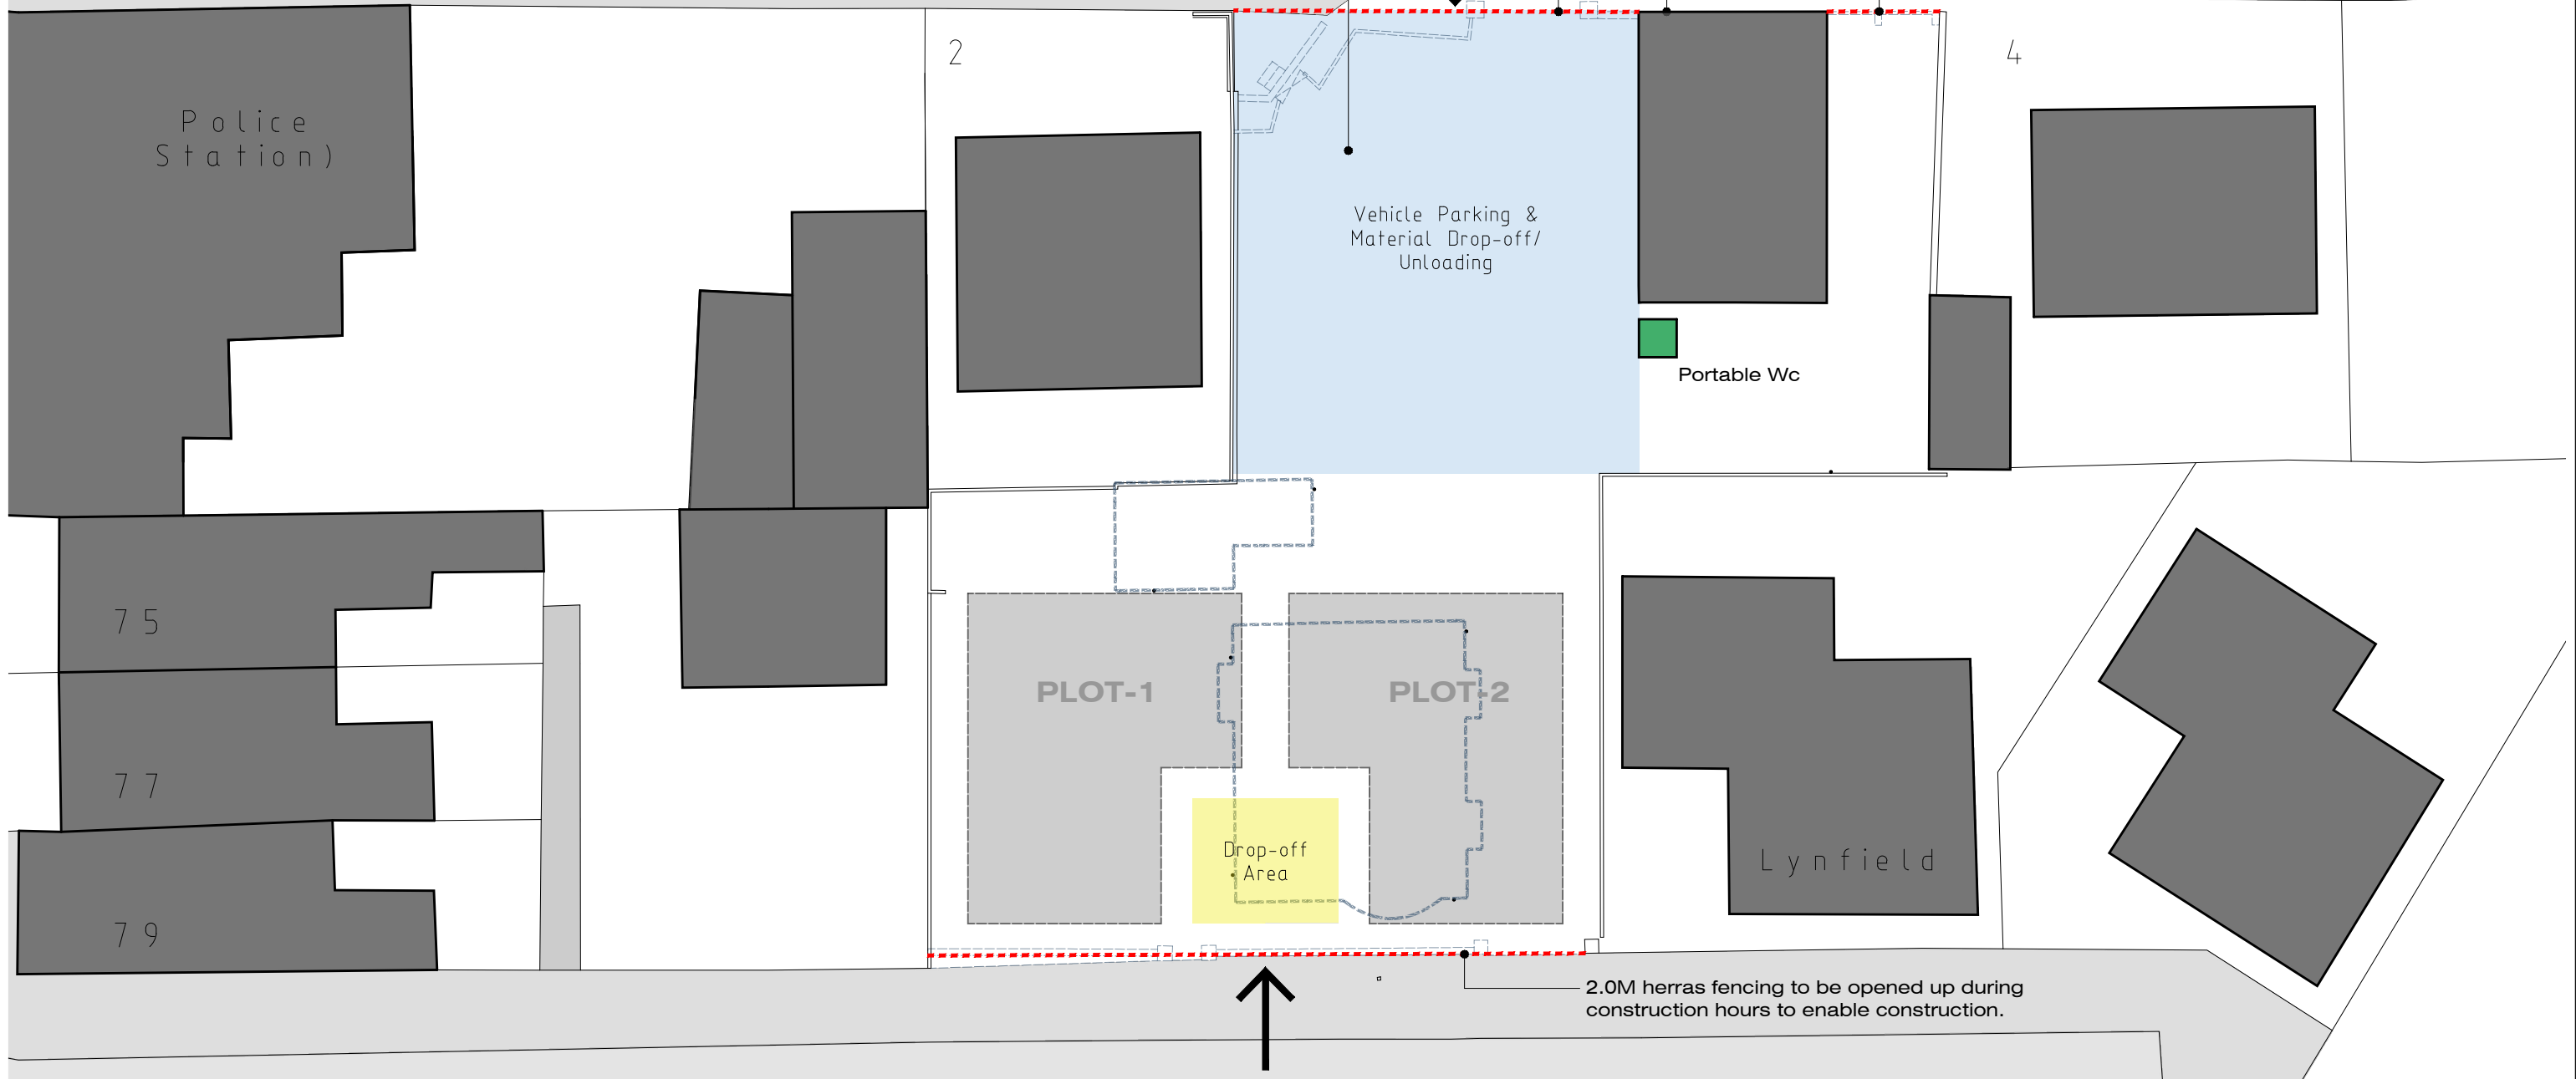 2
4
Police
Station)
Vehicle Parking &
Material Drop-off/
Unloading
Portable Wc
75
PLOT-1
PLOT-2
77
Drop-off
Area
Lynfield
79
2.0M herras fencing to be opened up during
construction hours to enable construction.